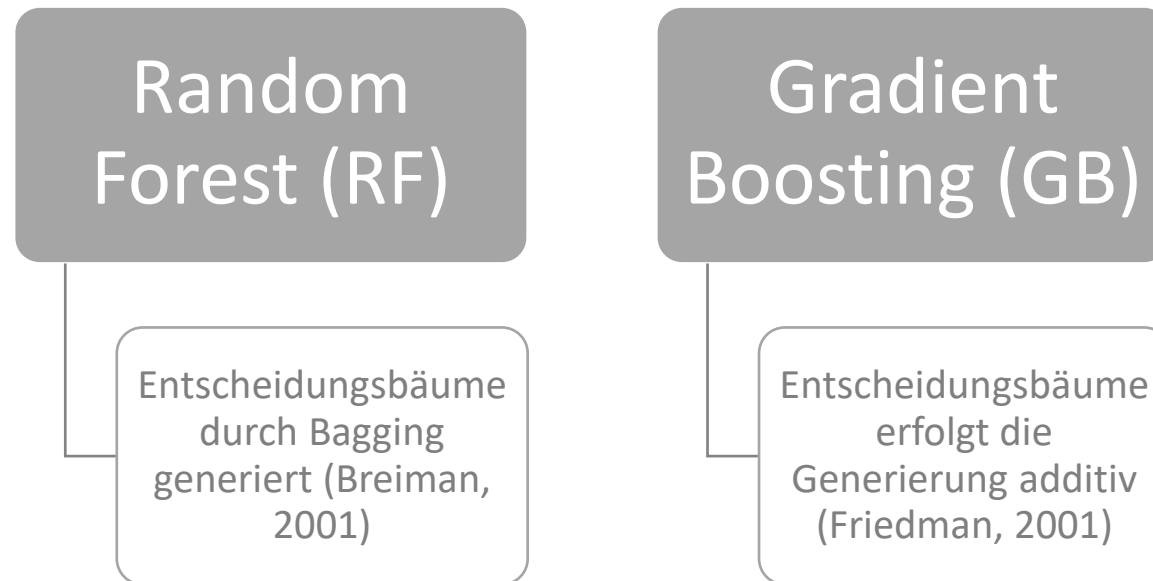 Random
Forest (RF)
Entscheidungsbäume
durch Bagging
generiert (Breiman,
2001)
Gradient
Boosting (GB)
Entscheidungsbäume
erfolgt die
Generierung additiv
(Friedman, 2001)